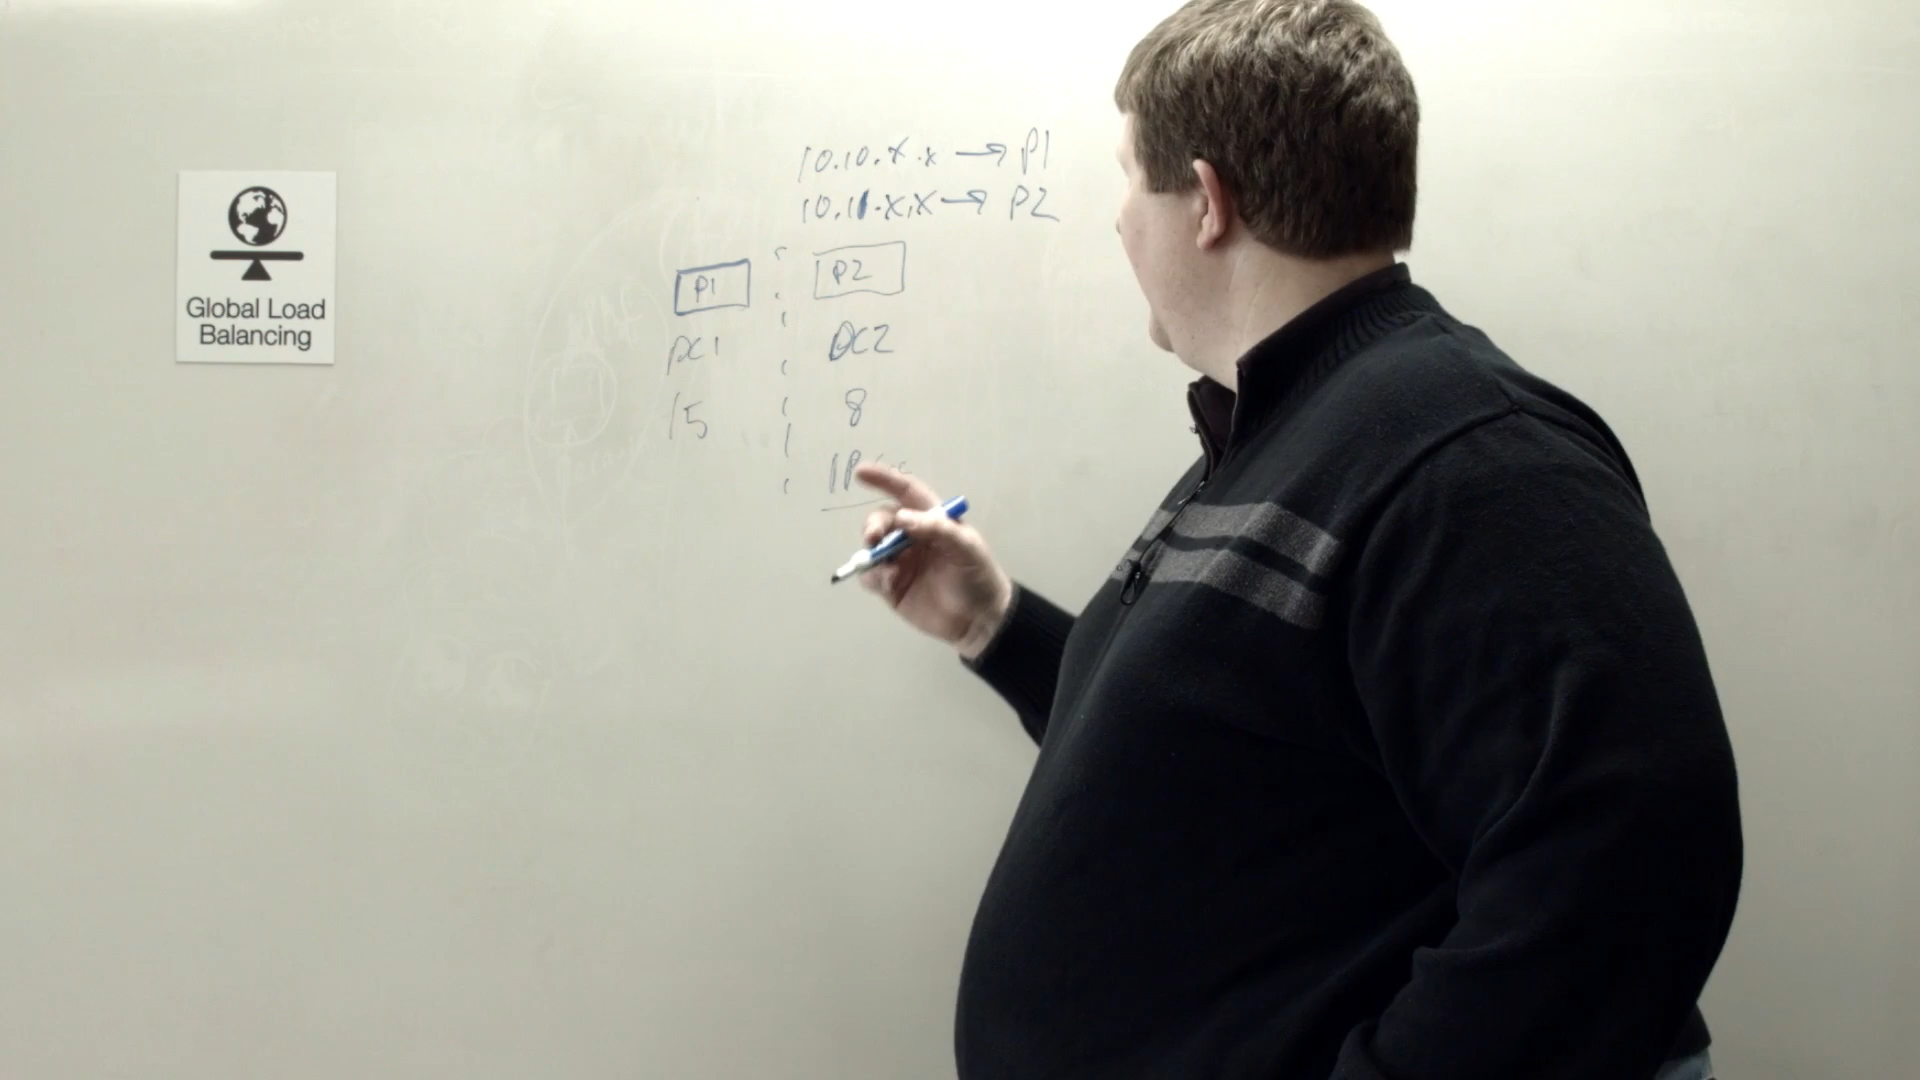 Global Load
Balancing
10.10.x.x → P1
10.11.x.x → P2
P1
P2
DC1
DC2
15
8